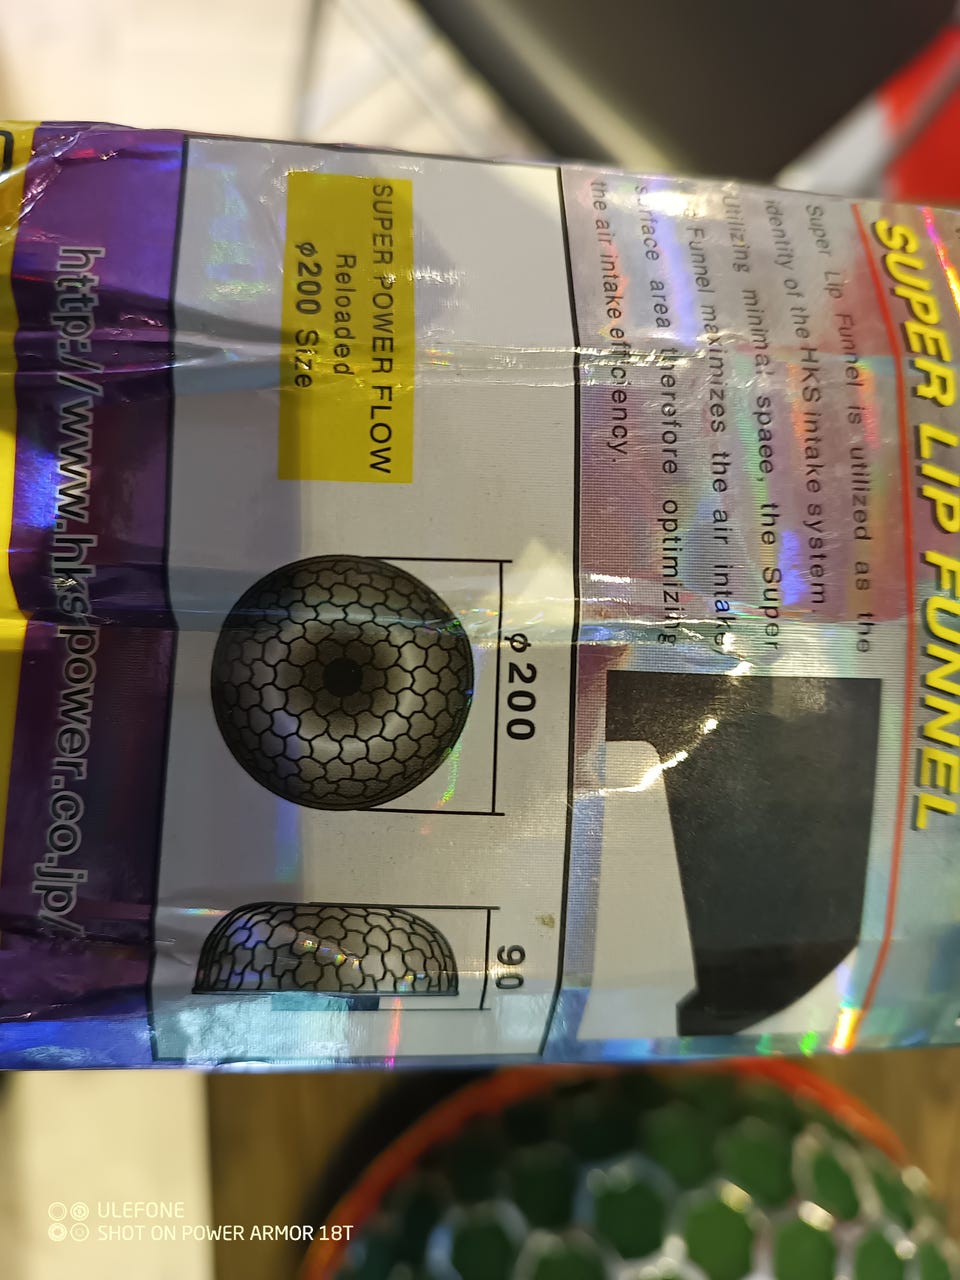 SUPER LIP FUNNEL
Super Lip Funnel is utilized as the
identity of the HKS intake system.
Utilizing minimal space, the Super
Funnel maximizes the air intake
surface area therefore optimizing
the air intake efficiency.
φ200
90
SUPER POWER FLOW
Reloaded
φ200 Size
http://www.hks-power.co.jp/
ULEFONE
SHOT ON POWER ARMOR 18T